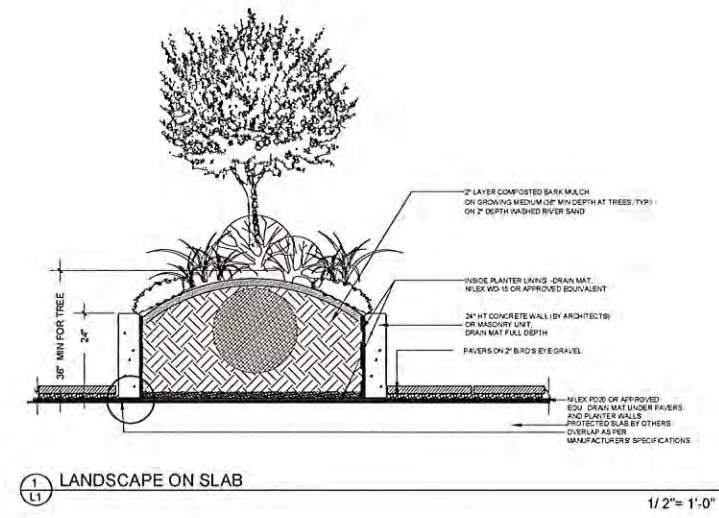 2" LAYER COMPOSTED BARK MULCH
ON GROWING MEDIUM (36" MIN DEPTH AT TREES, TYP.)
ON 2" DEPTH WASHED RIVER SAND
INSIDE PLANTER LINING -DRAIN MAT,
NILEX WD-15 OR APPROVED EQUIVALENT
24" HT CONCRETE WALL (BY ARCHITECTS)
OR MASONRY UNIT,
DRAIN MAT FULL DEPTH
PAVERS ON 2" BIRD'S EYE GRAVEL
NILEX PD20 OR APPROVED
EQU. DRAIN MAT UNDER PAVERS
AND PLANTER WALLS
PROTECTED SLAB BY OTHERS
OVERLAP AS PER
MANUFACTURERS' SPECIFICATIONS
36" MIN FOR TREE
24"
1
L1
LANDSCAPE ON SLAB
1/2"= 1'-0"